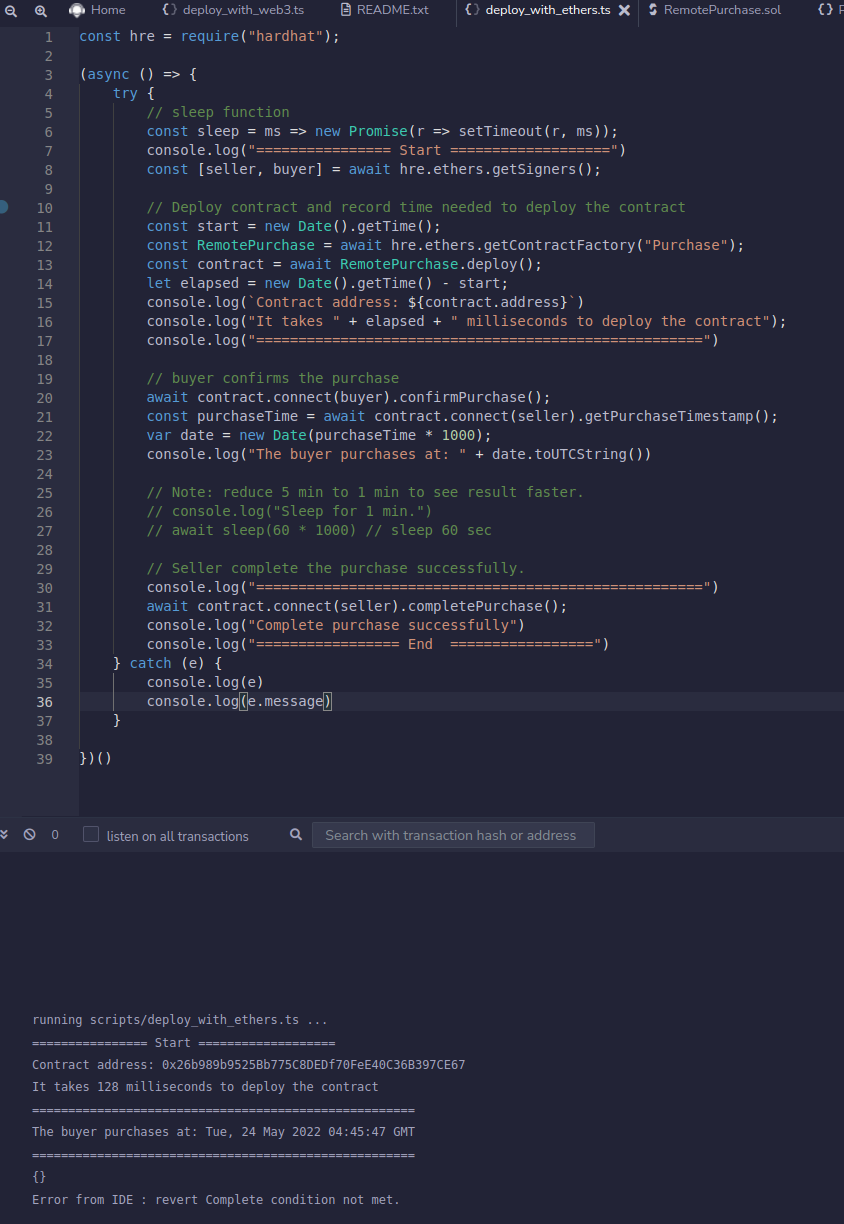 Home deploy_with_web3.ts README.txt deploy_with_ethers.ts RemotePurchase.sol
1 const hre = require("hardhat");
2
3 (async () => {
4 try {
5 // sleep function
6 const sleep = ms => new Promise(r => setTimeout(r, ms));
7 console.log("================ Start ===================")
8 const [seller, buyer] = await hre.ethers.getSigners();
9
10 // Deploy contract and record time needed to deploy the contract
11 const start = new Date().getTime();
12 const RemotePurchase = await hre.ethers.getContractFactory("Purchase");
13 const contract = await RemotePurchase.deploy();
14 let elapsed = new Date().getTime() - start;
15 console.log(`Contract address: ${contract.address}`)
16 console.log("It takes " + elapsed + " milliseconds to deploy the contract");
17 console.log("=====================================================")
18
19 // buyer confirms the purchase
20 await contract.connect(buyer).confirmPurchase();
21 const purchaseTime = await contract.connect(seller).getPurchaseTimestamp();
22 var date = new Date(purchaseTime * 1000);
23 console.log("The buyer purchases at: " + date.toUTCString())
24
25 // Note: reduce 5 min to 1 min to see result faster.
26 // console.log("Sleep for 1 min.")
27 // await sleep(60 * 1000) // sleep 60 sec
28
29 // Seller complete the purchase successfully.
30 console.log("=====================================================")
31 await contract.connect(seller).completePurchase();
32 console.log("Complete purchase successfully")
33 console.log("================= End  =================")
34 } catch (e) {
35 console.log(e)
36 console.log(e.message)
37 }
38
39 })()
0 listen on all transactions Search with transaction hash or address
running scripts/deploy_with_ethers.ts ...
================ Start ===================
Contract address: 0x26b989b9525Bb775C8DEDf70FeE40C36B397CE67
It takes 128 milliseconds to deploy the contract
=====================================================
The buyer purchases at: Tue, 24 May 2022 04:45:47 GMT
=====================================================
{}
Error from IDE : revert Complete condition not met.